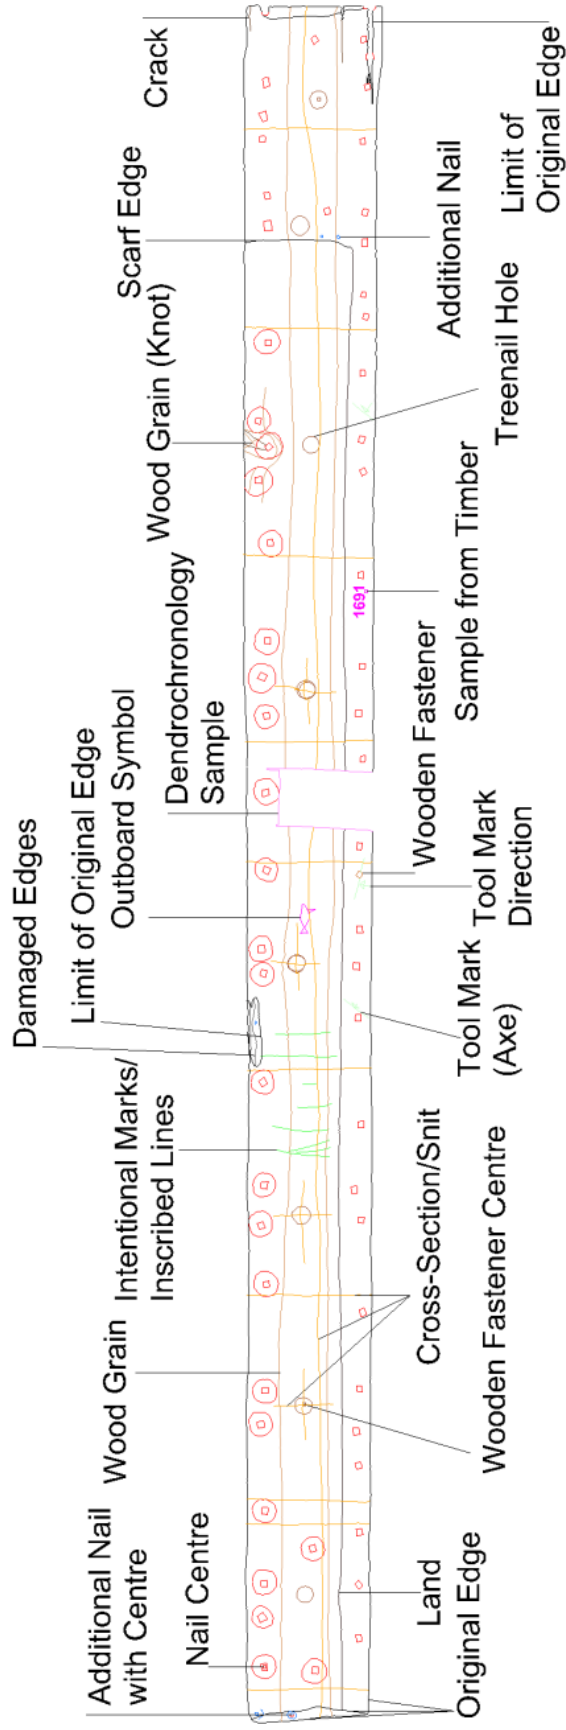 Crack
Scarf Edge
Wood Grain (Knot)
Dendrochronology
Sample
Outboard Symbol
Limit of Original Edge
Damaged Edges
Intentional Marks/
Inscribed Lines
Wood Grain
Additional Nail
with Centre
Nail Centre
Limit of
Original Edge
Additional Nail
Treenail Hole
Sample from Timber
1691
Wooden Fastener
Tool Mark
Direction
Tool Mark
(Axe)
Cross-Section/Snit
Wooden Fastener Centre
Land
Original Edge